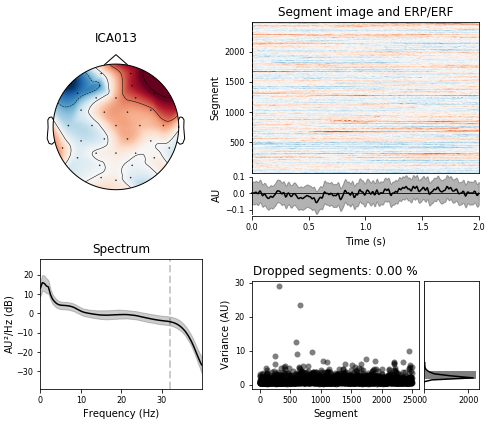 ICA013
Segment image and ERP/ERF
Segment
2000
1500
1000
500
AU
0.1
0.0
−0.1
0.0 0.5 1.0 1.5 2.0
Time (s)
Spectrum
AU²/Hz (dB)
20
10
0
−10
−20
−30
0 10 20 30
Frequency (Hz)
Dropped segments: 0.00 %
Variance (AU)
30
20
10
0
0 500 1000 1500 2000 2500
Segment
2000